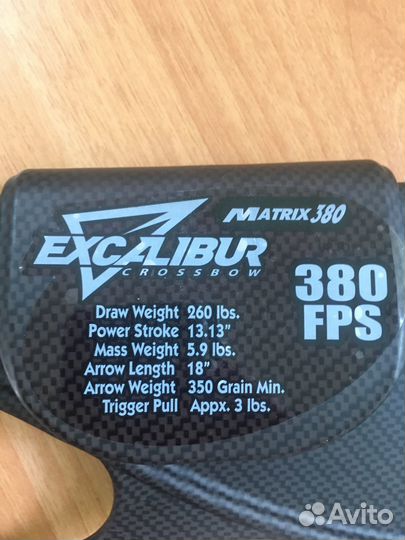 MATRIX 380
EXCALIBUR
CROSSBOW
380
FPS
Draw Weight 260 lbs.
Power Stroke 13.13"
Mass Weight 5.9 lbs.
Arrow Length 18"
Arrow Weight 350 Grain Min.
Trigger Pull Appx. 3 lbs.
Avito